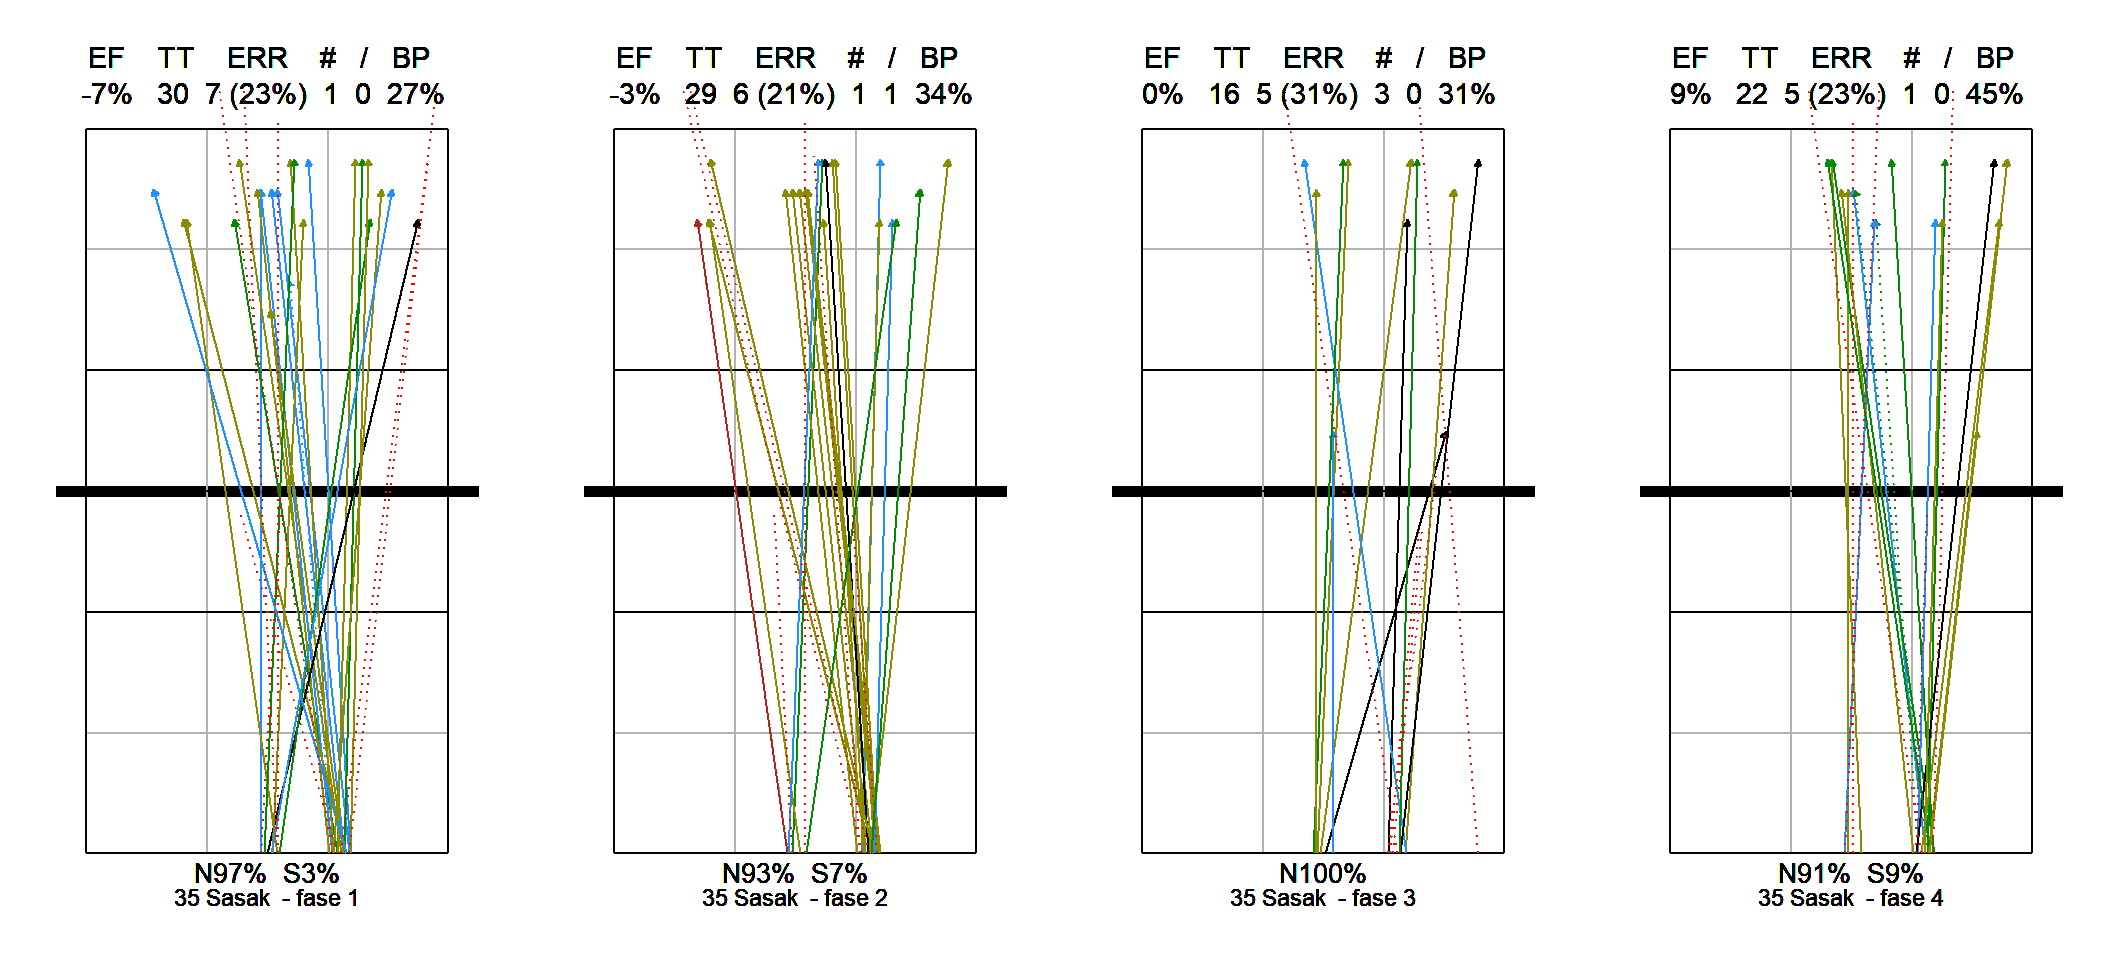 EF TT ERR # / BP
-7% 30 7 (23%) 1 0 27%
N97% S3%
35 Sasak - fase 1
EF TT ERR # / BP
-3% 29 6 (21%) 1 1 34%
N93% S7%
35 Sasak - fase 2
EF TT ERR # / BP
0% 16 5 (31%) 3 0 31%
N100%
35 Sasak - fase 3
EF TT ERR # / BP
9% 22 5 (23%) 1 0 45%
N91% S9%
35 Sasak - fase 4